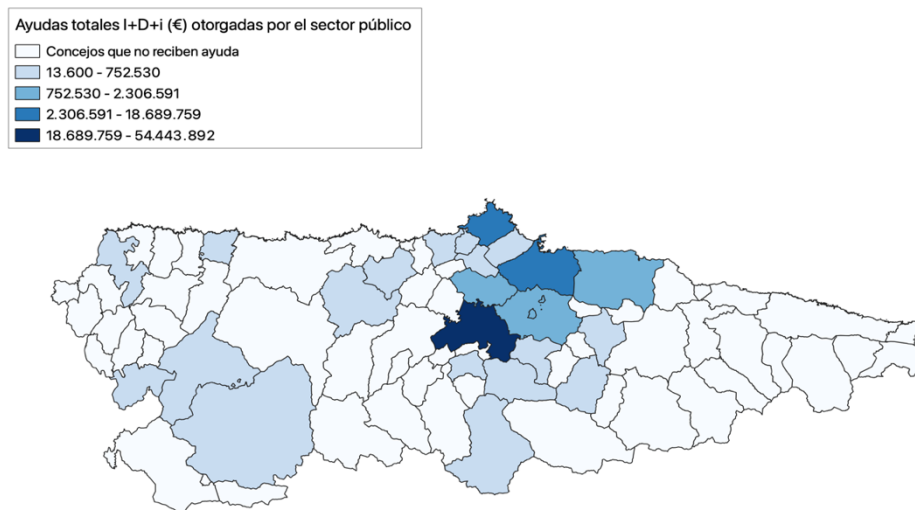 Ayudas totales I+D+i (€) otorgadas por el sector público
Concejos que no reciben ayuda
13.600 - 752.530
752.530 - 2.306.591
2.306.591 - 18.689.759
18.689.759 - 54.443.892